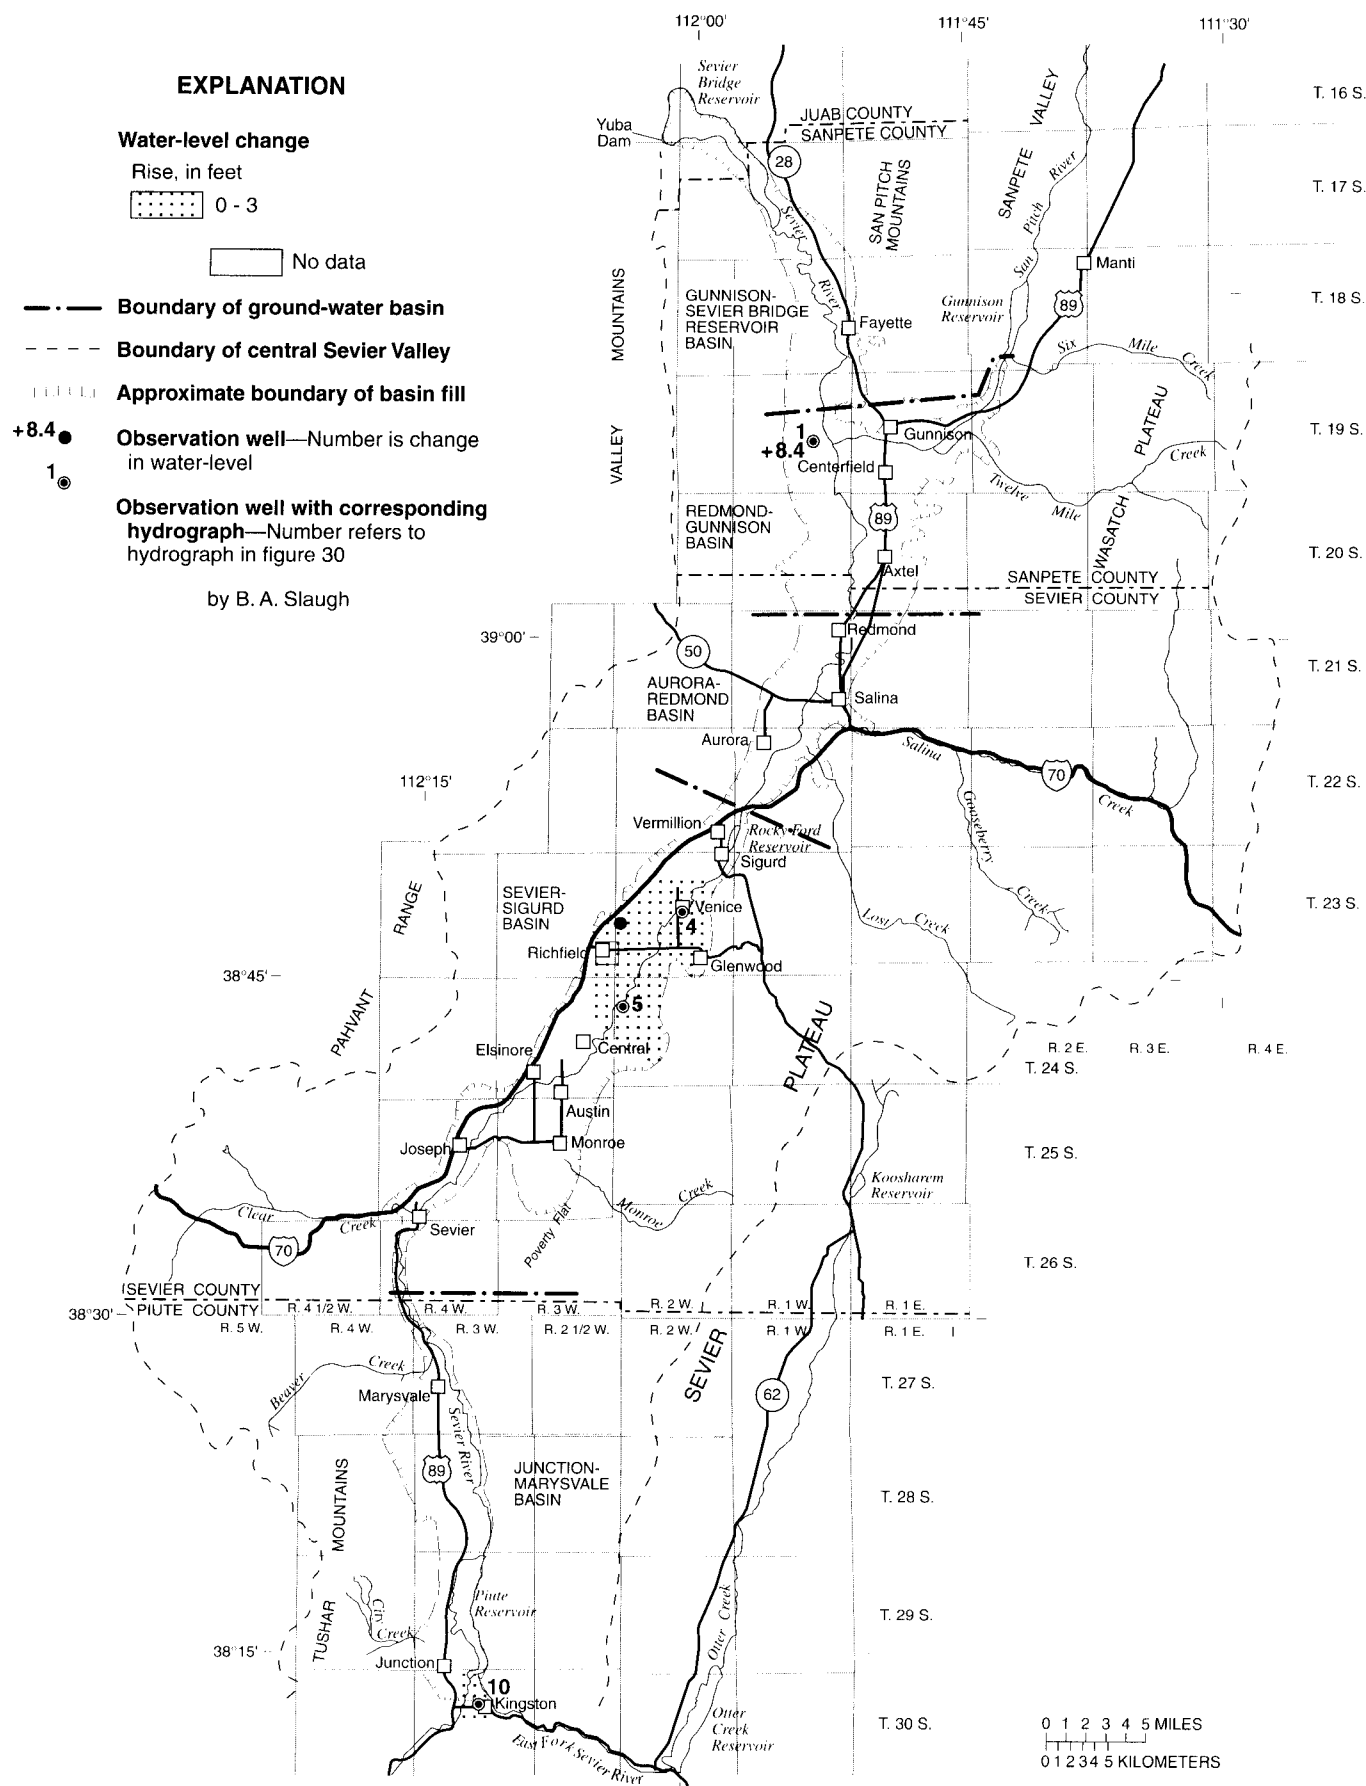 112°00'
111°45'
111°30'
EXPLANATION
Water-level change
Rise, in feet
0 - 3
No data
Boundary of ground-water basin
Boundary of central Sevier Valley
Approximate boundary of basin fill
+8.4
Observation well—Number is change
in water-level
1
Observation well with corresponding
hydrograph—Number refers to
hydrograph in figure 30
by B. A. Slaugh
Sevier
Bridge
Reservoir
Yuba
Dam
JUAB COUNTY
SANPETE COUNTY
28
SAN PITCH
MOUNTAINS
SANPETE VALLEY
San Pitch River
T. 16 S.
T. 17 S.
Sevier River
Manti
T. 18 S.
VALLEY MOUNTAINS
GUNNISON-
SEVIER BRIDGE
RESERVOIR
BASIN
Fayette
Gunnison
Reservoir
89
Six Mile Creek
1
+8.4
Gunnison
Centerfield
T. 19 S.
WASATCH PLATEAU
Twelve Mile Creek
REDMOND-
GUNNISON
BASIN
89
Axtel
T. 20 S.
SANPETE COUNTY
SEVIER COUNTY
39°00'
Redmond
50
T. 21 S.
AURORA-
REDMOND
BASIN
Salina
Aurora
Salina Creek
70
T. 22 S.
112°15'
Vermillion
Rocky Ford
Reservoir
Sigurd
Gooseberry Creek
Lost Creek
T. 23 S.
PAHVANT RANGE
SEVIER-
SIGURD
BASIN
Venice
4
Richfield
Glenwood
38°45'
5
Central
Elsinore
R. 2 E.
R. 3 E.
R. 4 E.
T. 24 S.
SEVIER PLATEAU
Austin
Joseph
Monroe
T. 25 S.
Koosharem
Reservoir
Monroe Creek
Poverty Flat
Clear Creek
Sevier
70
T. 26 S.
SEVIER COUNTY
PIUTE COUNTY
38°30'
R. 4 1/2 W.
R. 4 W.
R. 3 W.
R. 2 W.
R. 1 W.
R. 1 E.
R. 5 W.
R. 4 W.
R. 3 W.
R. 2 1/2 W.
R. 2 W.
R. 1 W.
R. 1 E.
Beaver Creek
Marysvale
62
T. 27 S.
Sevier River
89
JUNCTION-
MARYSVALE
BASIN
T. 28 S.
TUSHAR MOUNTAINS
Piute
Reservoir
City
Creek
Otter Creek
T. 29 S.
38°15'
Junction
10
Kingston
East Fork Sevier River
Otter
Creek
Reservoir
T. 30 S.
0 1 2 3 4 5 MILES
0 1 2 3 4 5 KILOMETERS